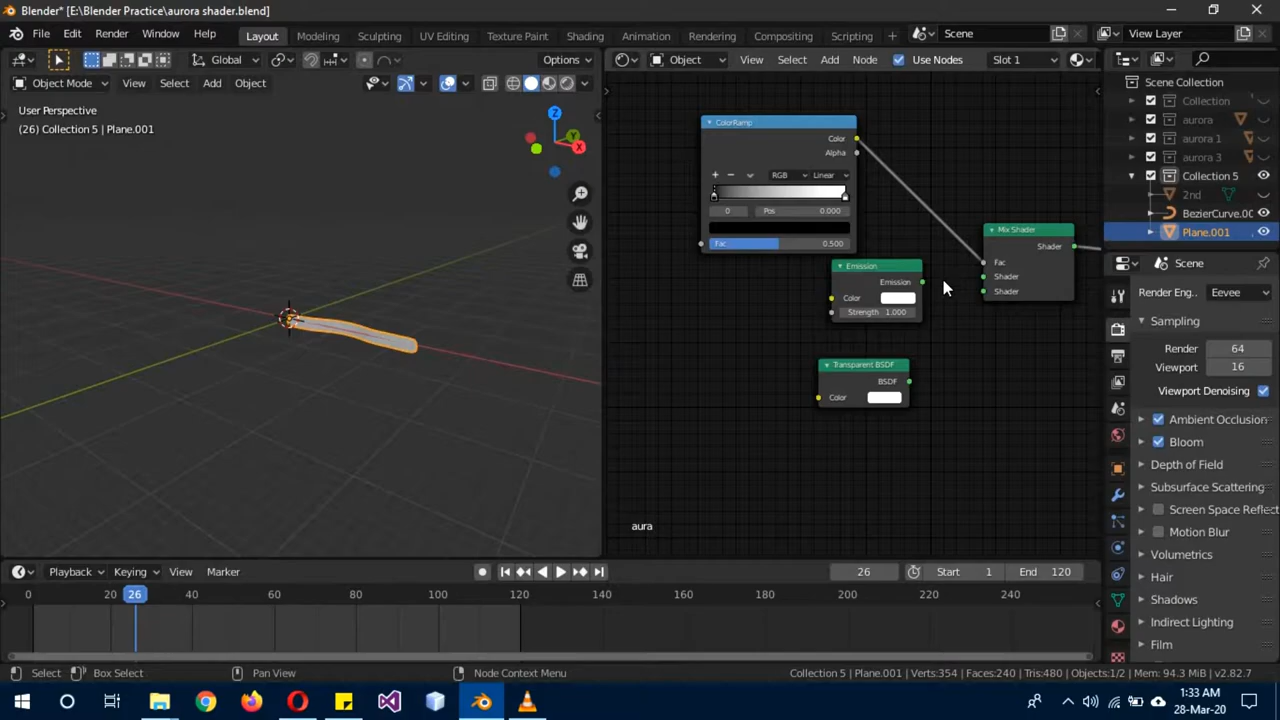 Blender* [E:\Blender Practice\aurora shader.blend]
File Edit Render Window Help Layout Modeling Sculpting UV Editing Texture Paint Shading Animation Rendering Compositing Scripting + Scene View Layer
Global Options Object View Select Add Node Use Nodes Slot 1
Object Mode View Select Add Object
User Perspective
(26) Collection 5 | Plane.001
Z
Y
X
ColorRamp
Color
Alpha
+ − RGB Linear
0 Pos 0.000
Fac 0.500
Emission
Emission
Color
Strength 1.000
Transparent BSDF
BSDF
Color
Mix Shader
Shader
Fac
Shader
Shader
aura
Scene Collection
Collection
aurora
aurora 1
aurora 3
Collection 5
2nd
BezierCurve.00
Plane.001
Scene
Render Eng.. Eevee
Sampling
Render 64
Viewport 16
Viewport Denoising
Ambient Occlusion
Bloom
Depth of Field
Subsurface Scattering
Screen Space Reflect
Motion Blur
Volumetrics
Hair
Shadows
Indirect Lighting
Film
Playback Keying View Marker 26 Start 1 End 120
0 20 26 40 60 80 100 120 140 160 180 200 220 240
Select Box Select Pan View Node Context Menu Collection 5 | Plane.001 | Verts:354 | Faces:240 | Tris:480 | Objects:1/2 | Mem: 94.3 MiB | v2.82.7
1:33 AM
28-Mar-20